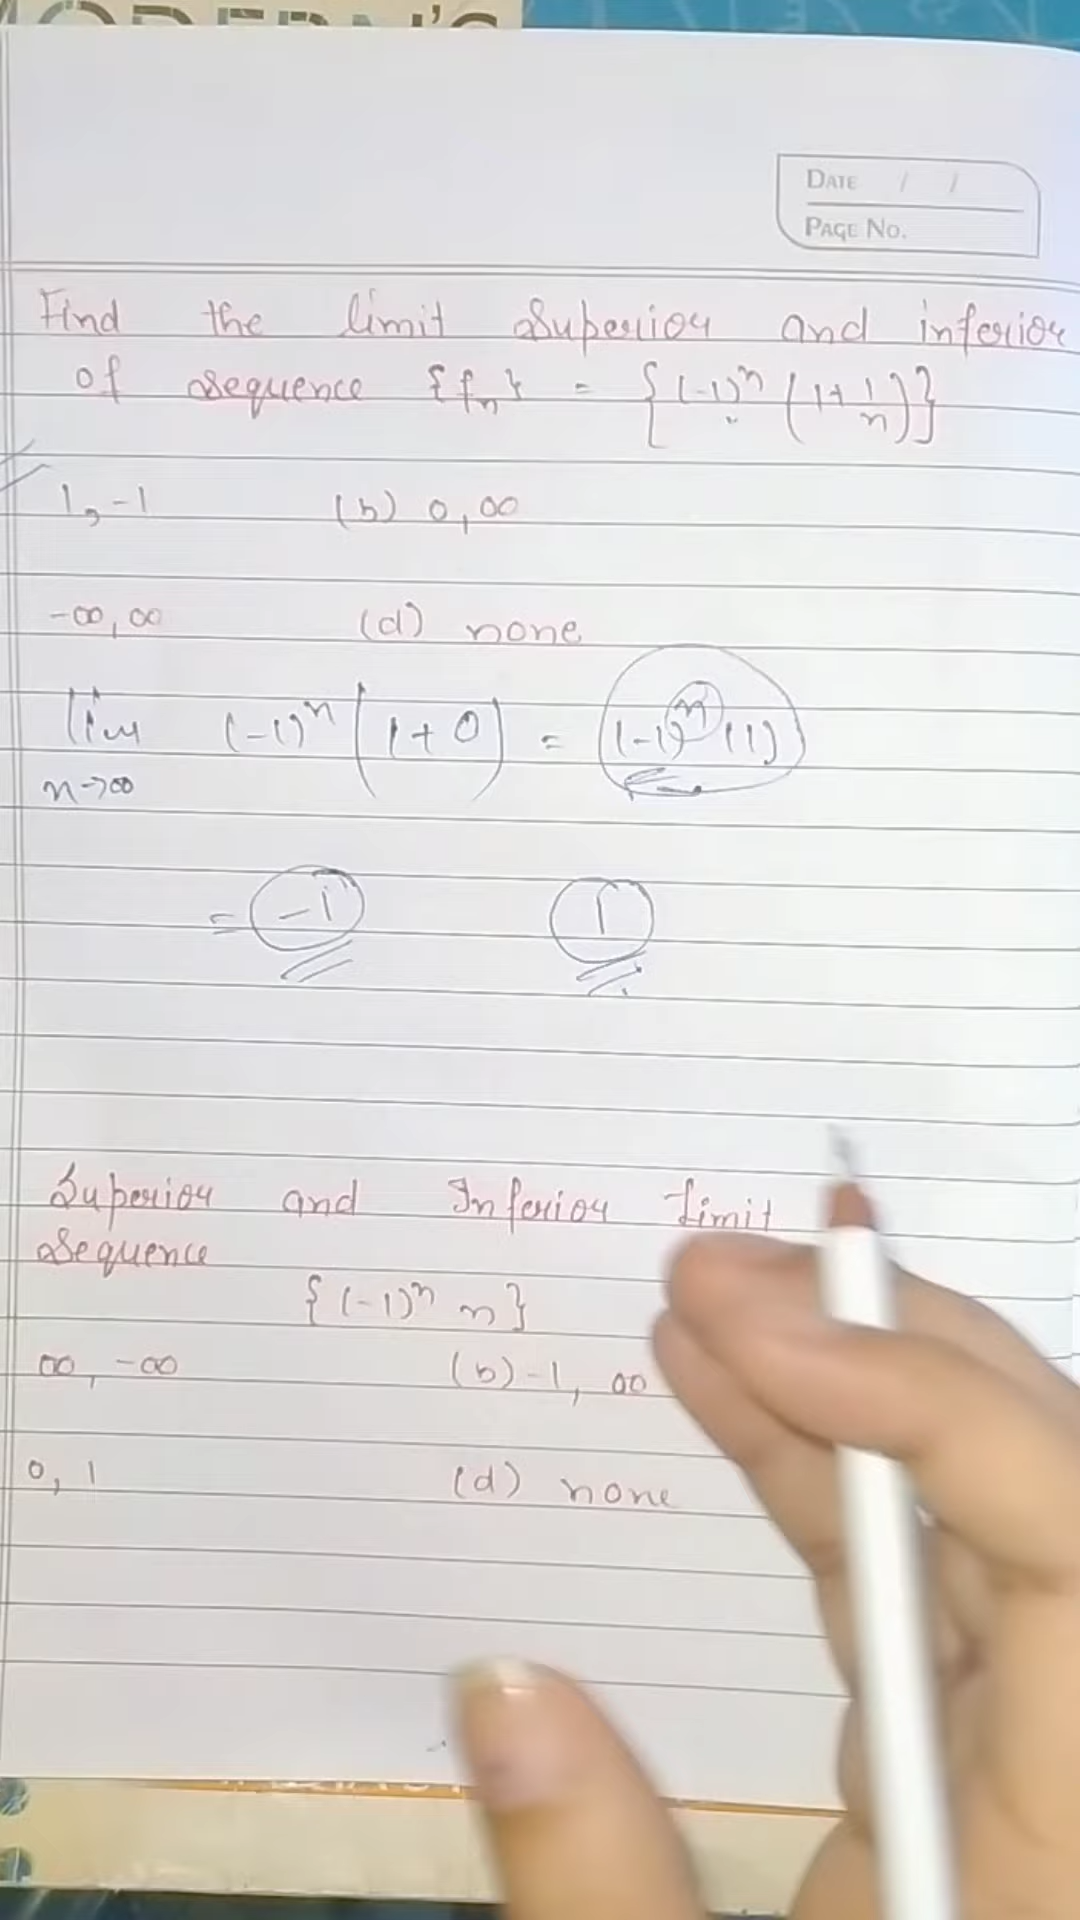 DATE / /
PAGE NO.
Find the limit Superior and inferior
of sequence {f_n} = {(-1)^n (1+1/n)}
1, -1 (b) 0, ∞
-∞, ∞ (d) none
lim n→∞ (-1)^n (1+0) = (-1)^n (1)
= -1 1
Superior and Inferior Limit
Sequence
{(-1)^n n}
∞, -∞ (b) -1, ∞
0, 1 (d) none